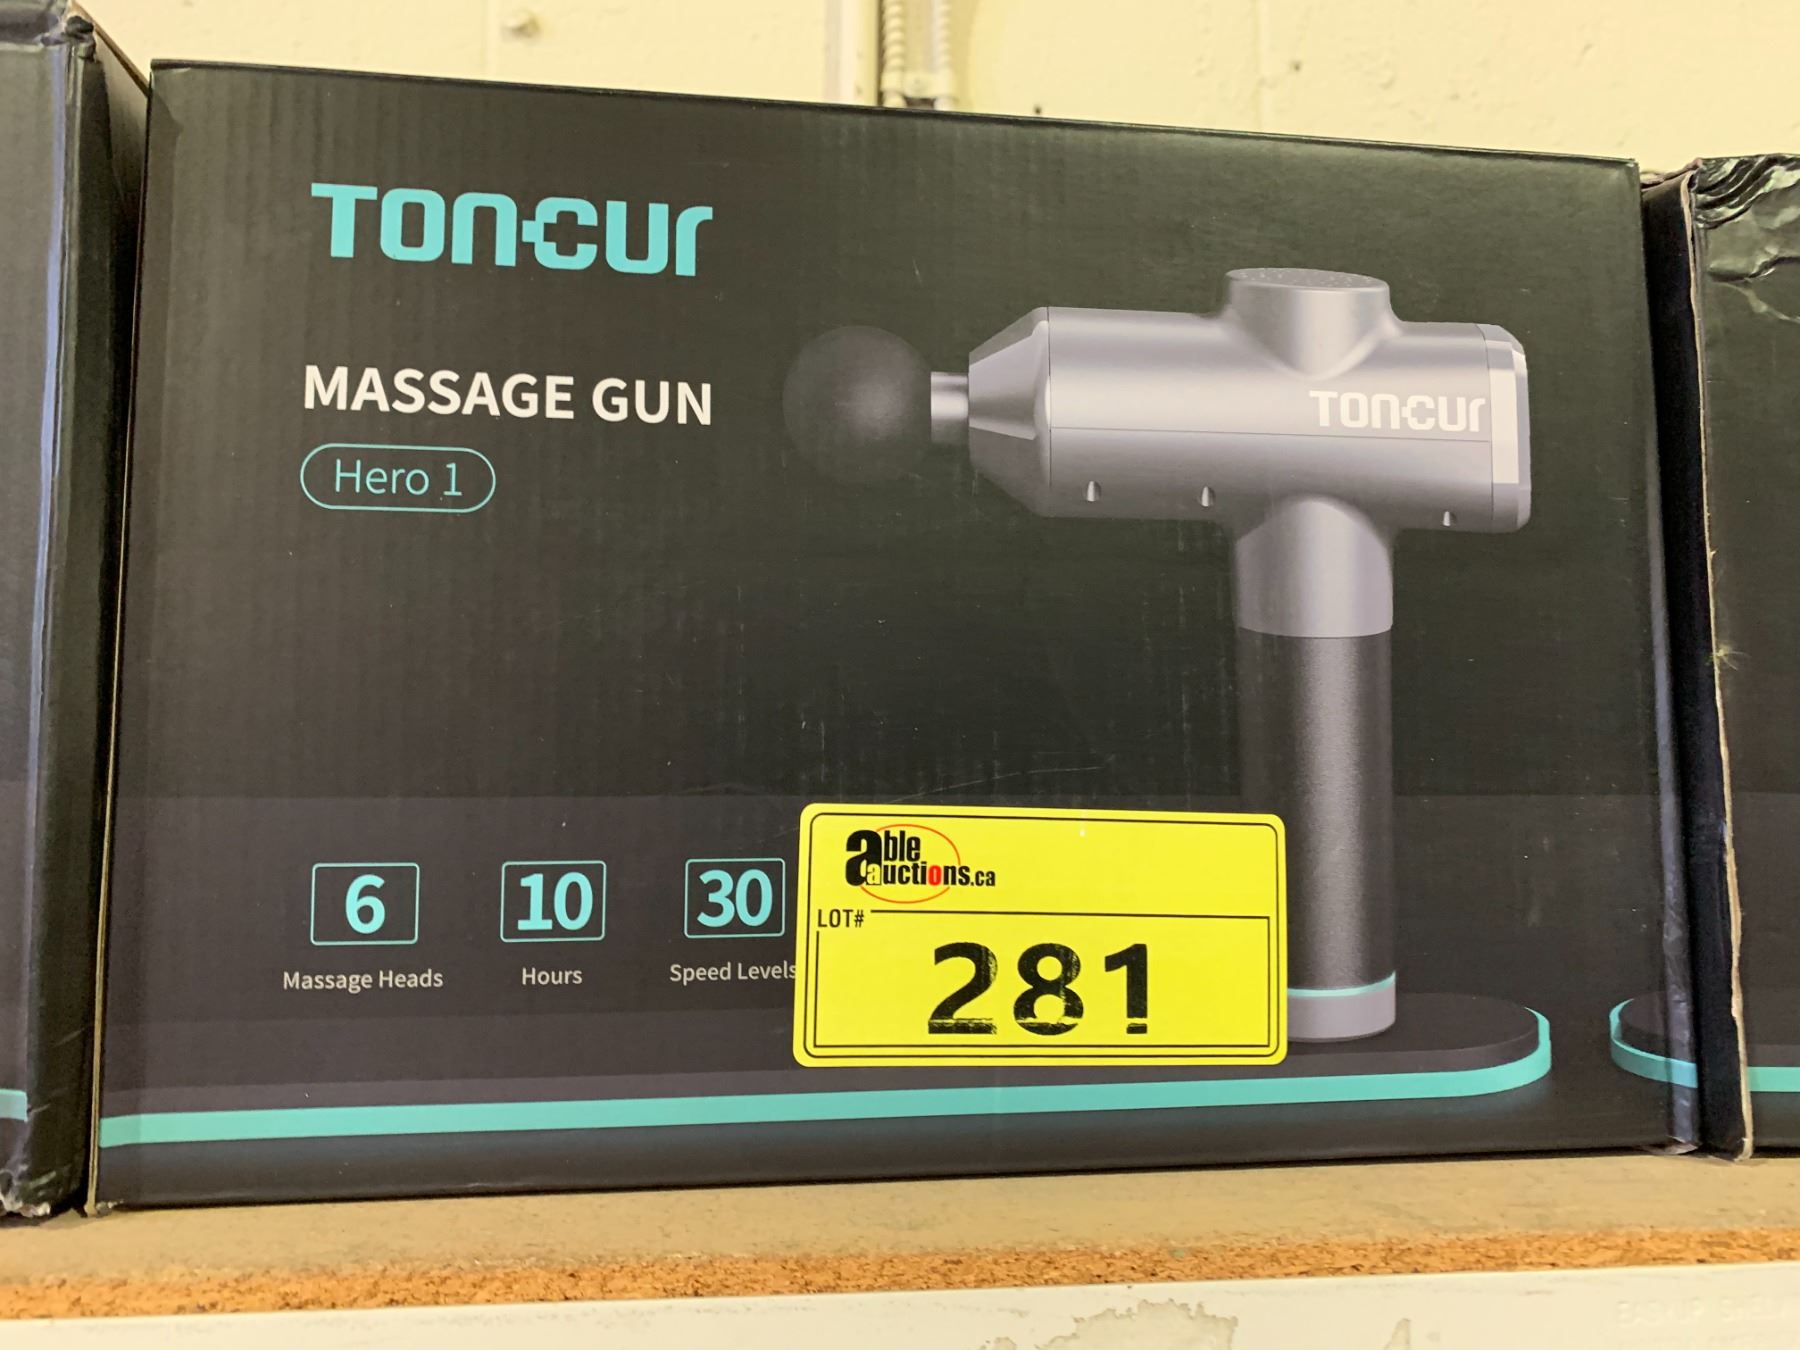 TONCUR
MASSAGE GUN
Hero 1
TONCUR
6
Massage Heads
10
Hours
30
Speed Levels
able
auctions.ca
LOT#
281